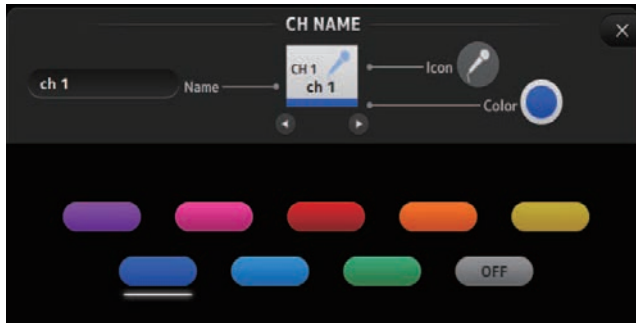 CH NAME
CH 1
Icon
ch 1
Name
ch 1
Color
OFF